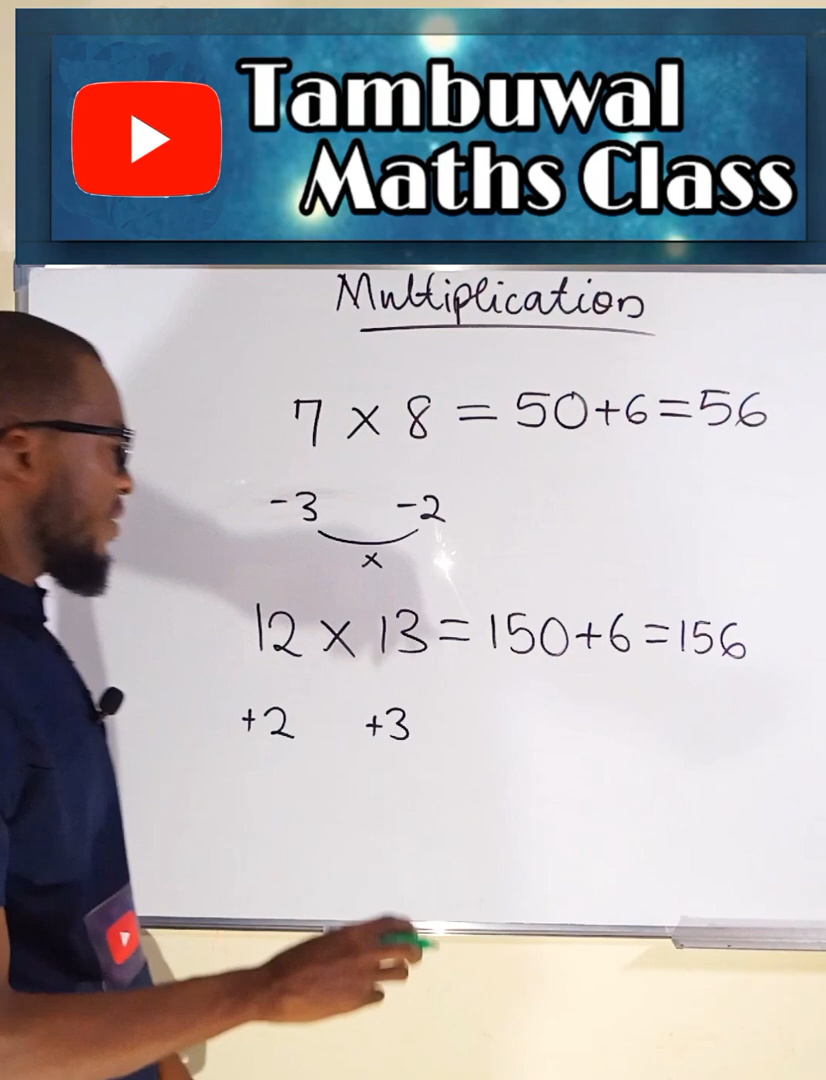 Tambuwal
Maths Class
Multiplication
7 × 8 = 50+6=56
-3 -2
×
12 × 13 = 150+6=156
+2 +3